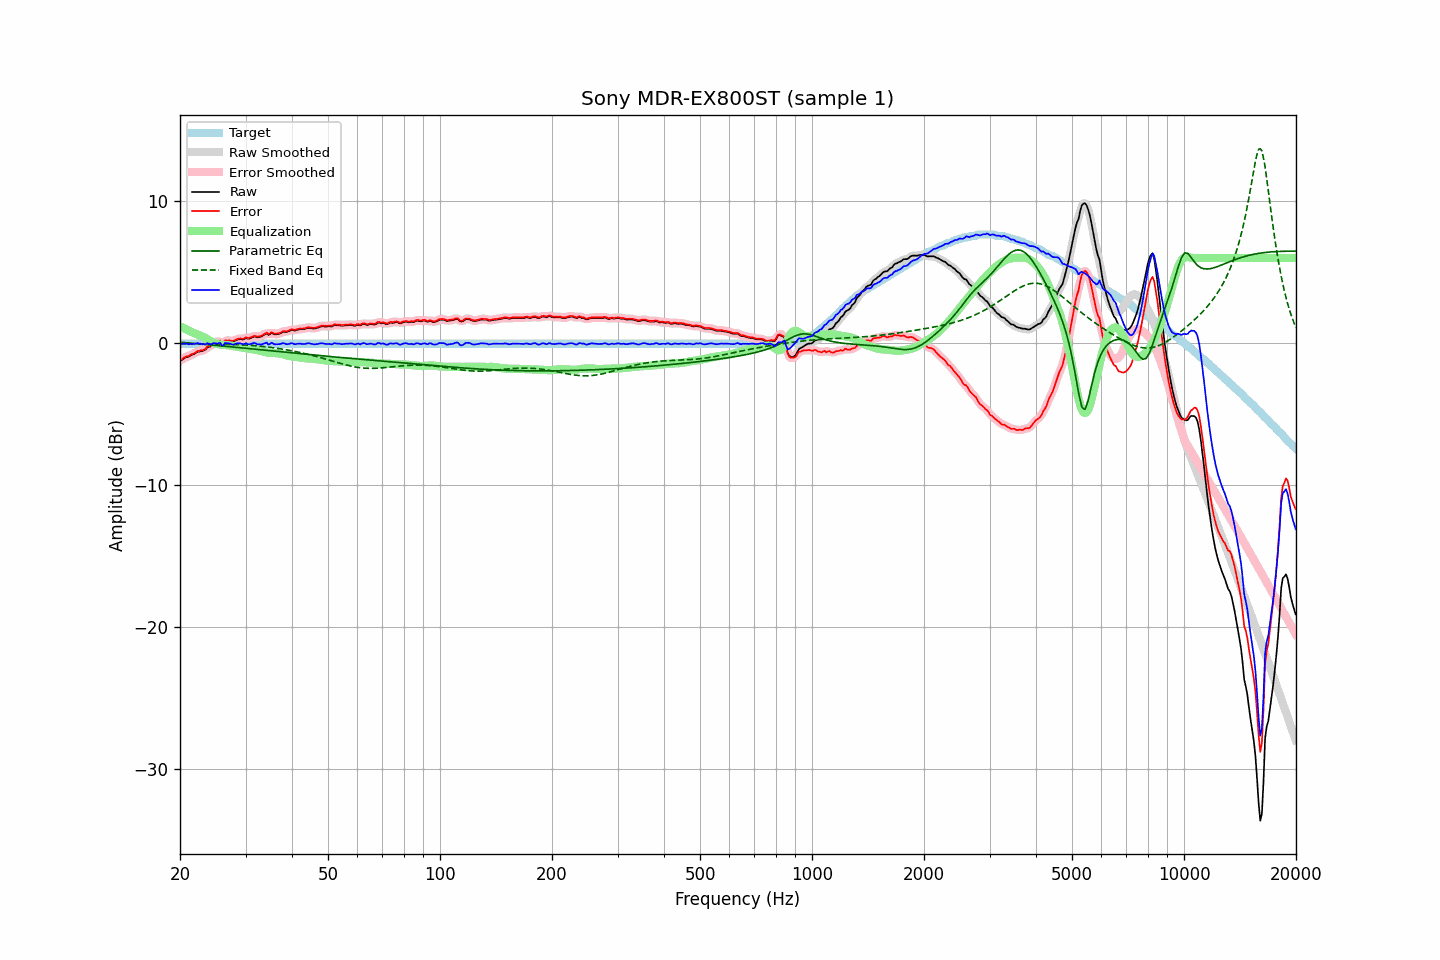 Sony MDR-EX800ST (sample 1)
Target
Raw Smoothed
Error Smoothed
Raw
Error
Equalization
Parametric Eq
Fixed Band Eq
Equalized
10
0
−10
−20
−30
Amplitude (dBr)
20 50 100 200 500 1000 2000 5000 10000 20000
Frequency (Hz)